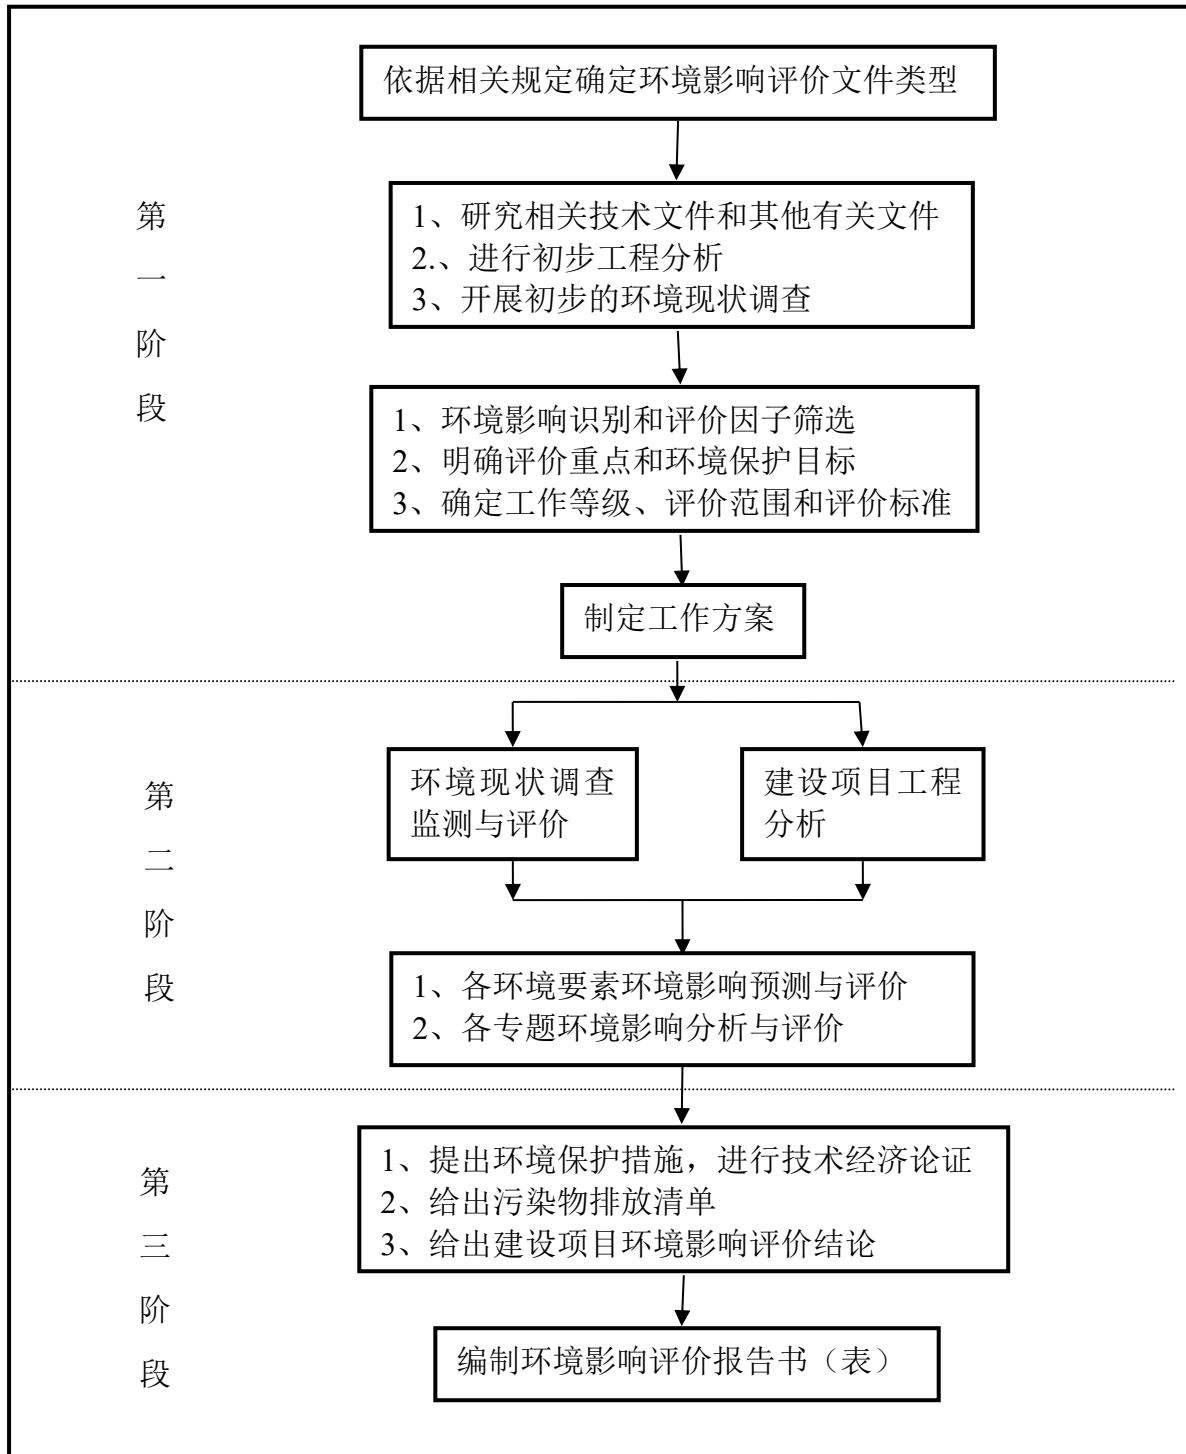 依据相关规定确定环境影响评价文件类型
第
一
阶
段
1、研究相关技术文件和其他有关文件
2.、进行初步工程分析
3、开展初步的环境现状调查
1、环境影响识别和评价因子筛选
2、明确评价重点和环境保护目标
3、确定工作等级、评价范围和评价标准
制定工作方案
第
二
阶
段
环境现状调查
监测与评价
建设项目工程
分析
1、各环境要素环境影响预测与评价
2、各专题环境影响分析与评价
第
三
阶
段
1、提出环境保护措施，进行技术经济论证
2、给出污染物排放清单
3、给出建设项目环境影响评价结论
编制环境影响评价报告书（表）